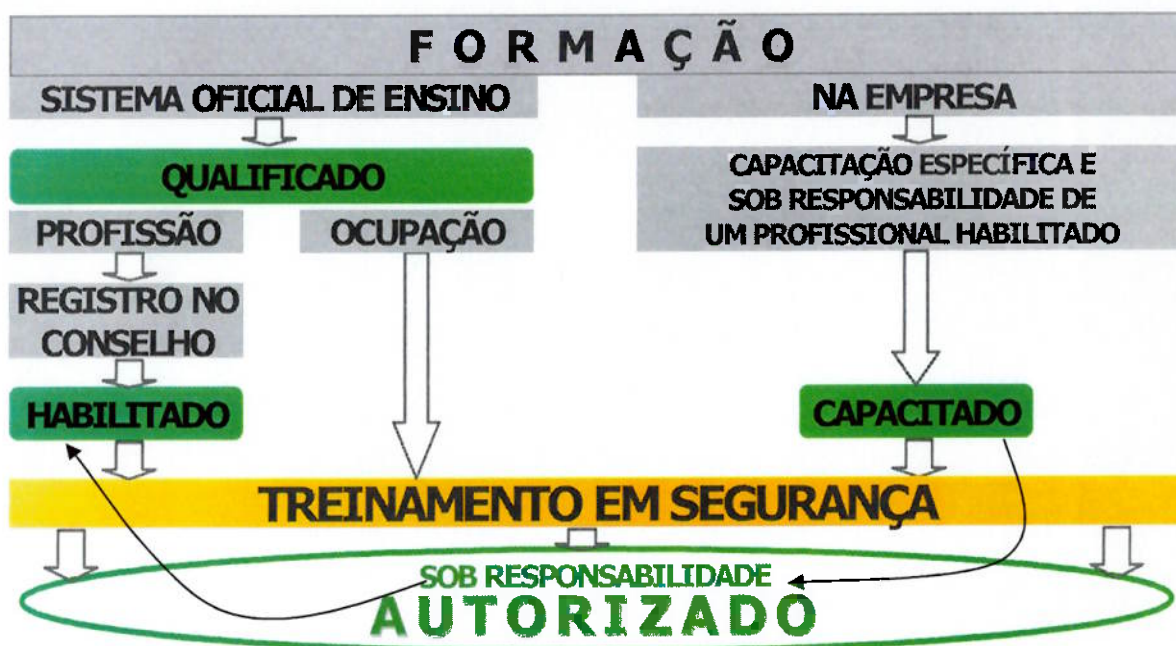 FORMAÇÃO
SISTEMA OFICIAL DE ENSINO
NA EMPRESA
QUALIFICADO
CAPACITAÇÃO ESPECÍFICA E
SOB RESPONSABILIDADE DE
UM PROFISSIONAL HABILITADO
PROFISSÃO
OCUPAÇÃO
REGISTRO NO
CONSELHO
HABILITADO
CAPACITADO
TREINAMENTO EM SEGURANÇA
SOB RESPONSABILIDADE
AUTORIZADO